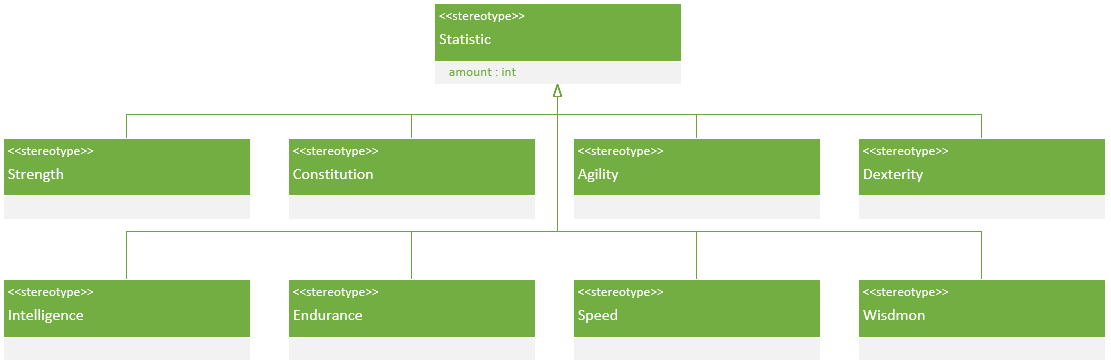 <<stereotype>>
Statistic
amount : int
<<stereotype>>
Strength
<<stereotype>>
Constitution
<<stereotype>>
Agility
<<stereotype>>
Dexterity
<<stereotype>>
Intelligence
<<stereotype>>
Endurance
<<stereotype>>
Speed
<<stereotype>>
Wisdmon